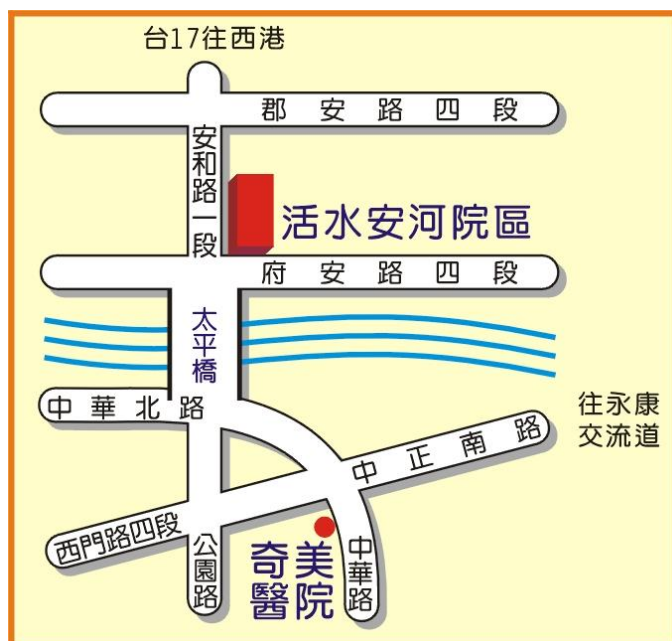 台17往西港
郡安路四段
安和路一段
活水安河院區
府安路四段
太平橋
中華北路
往永康
交流道
中正南路
西門路四段
公園路
奇美
醫院
中華路